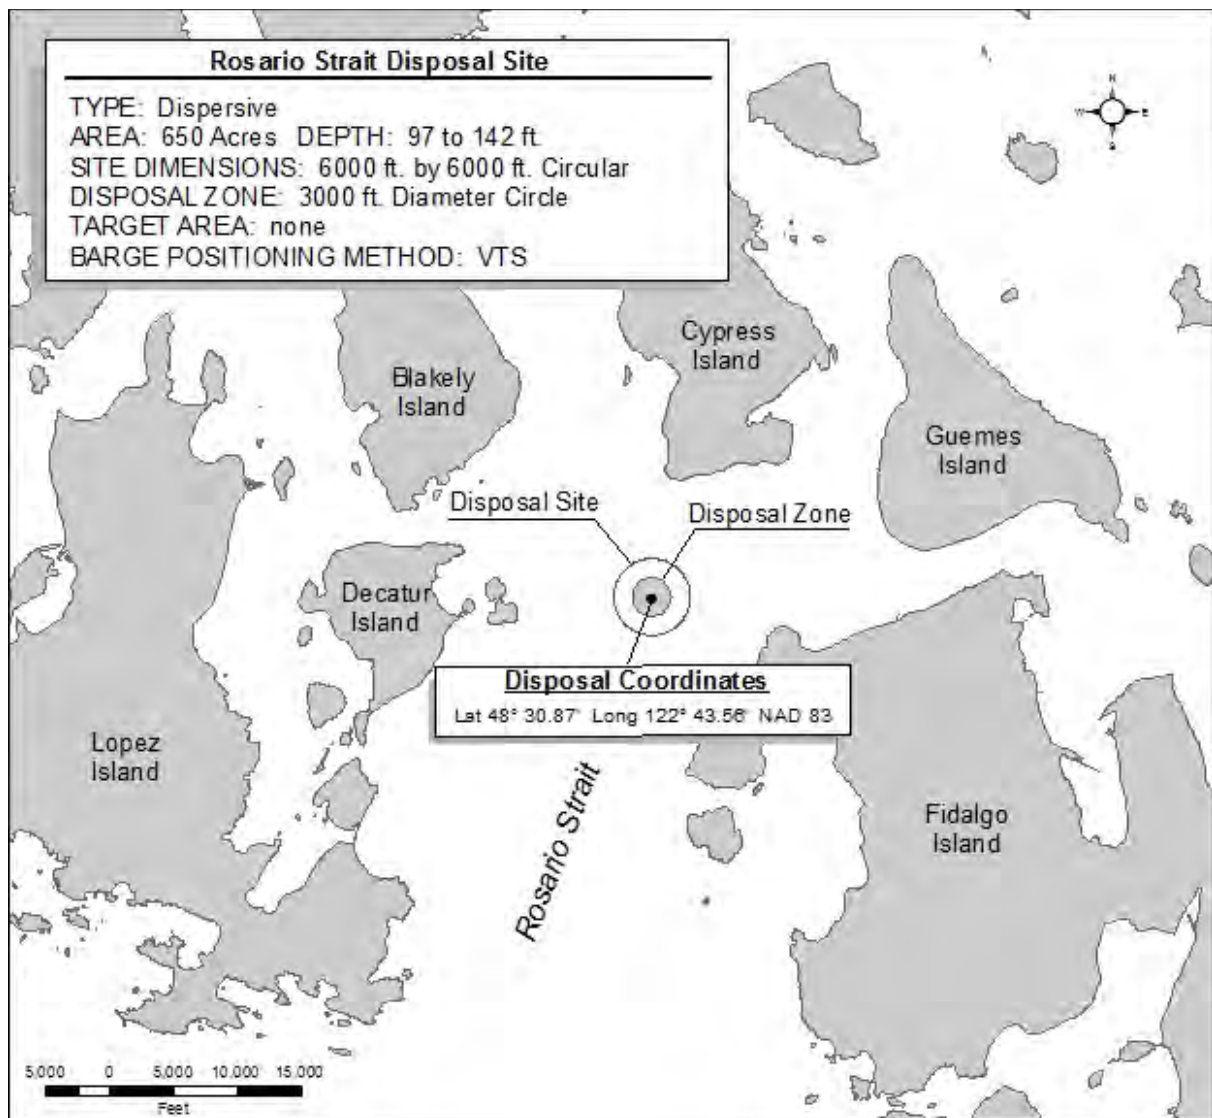 Rosario Strait Disposal Site
TYPE: Dispersive
AREA: 650 Acres DEPTH: 97 to 142 ft.
SITE DIMENSIONS: 6000 ft. by 6000 ft. Circular
DISPOSAL ZONE: 3000 ft. Diameter Circle
TARGET AREA: none
BARGE POSITIONING METHOD: VTS
N
W E
S
Cypress
Island
Blakely
Island
Guemes
Island
Disposal Site
Disposal Zone
Decatur
Island
Disposal Coordinates
Lat 48° 30.87' Long 122° 43.56' NAD 83
Lopez
Island
Rosario Strait
Fidalgo
Island
5,000 0 5,000 10,000 15,000
Feet